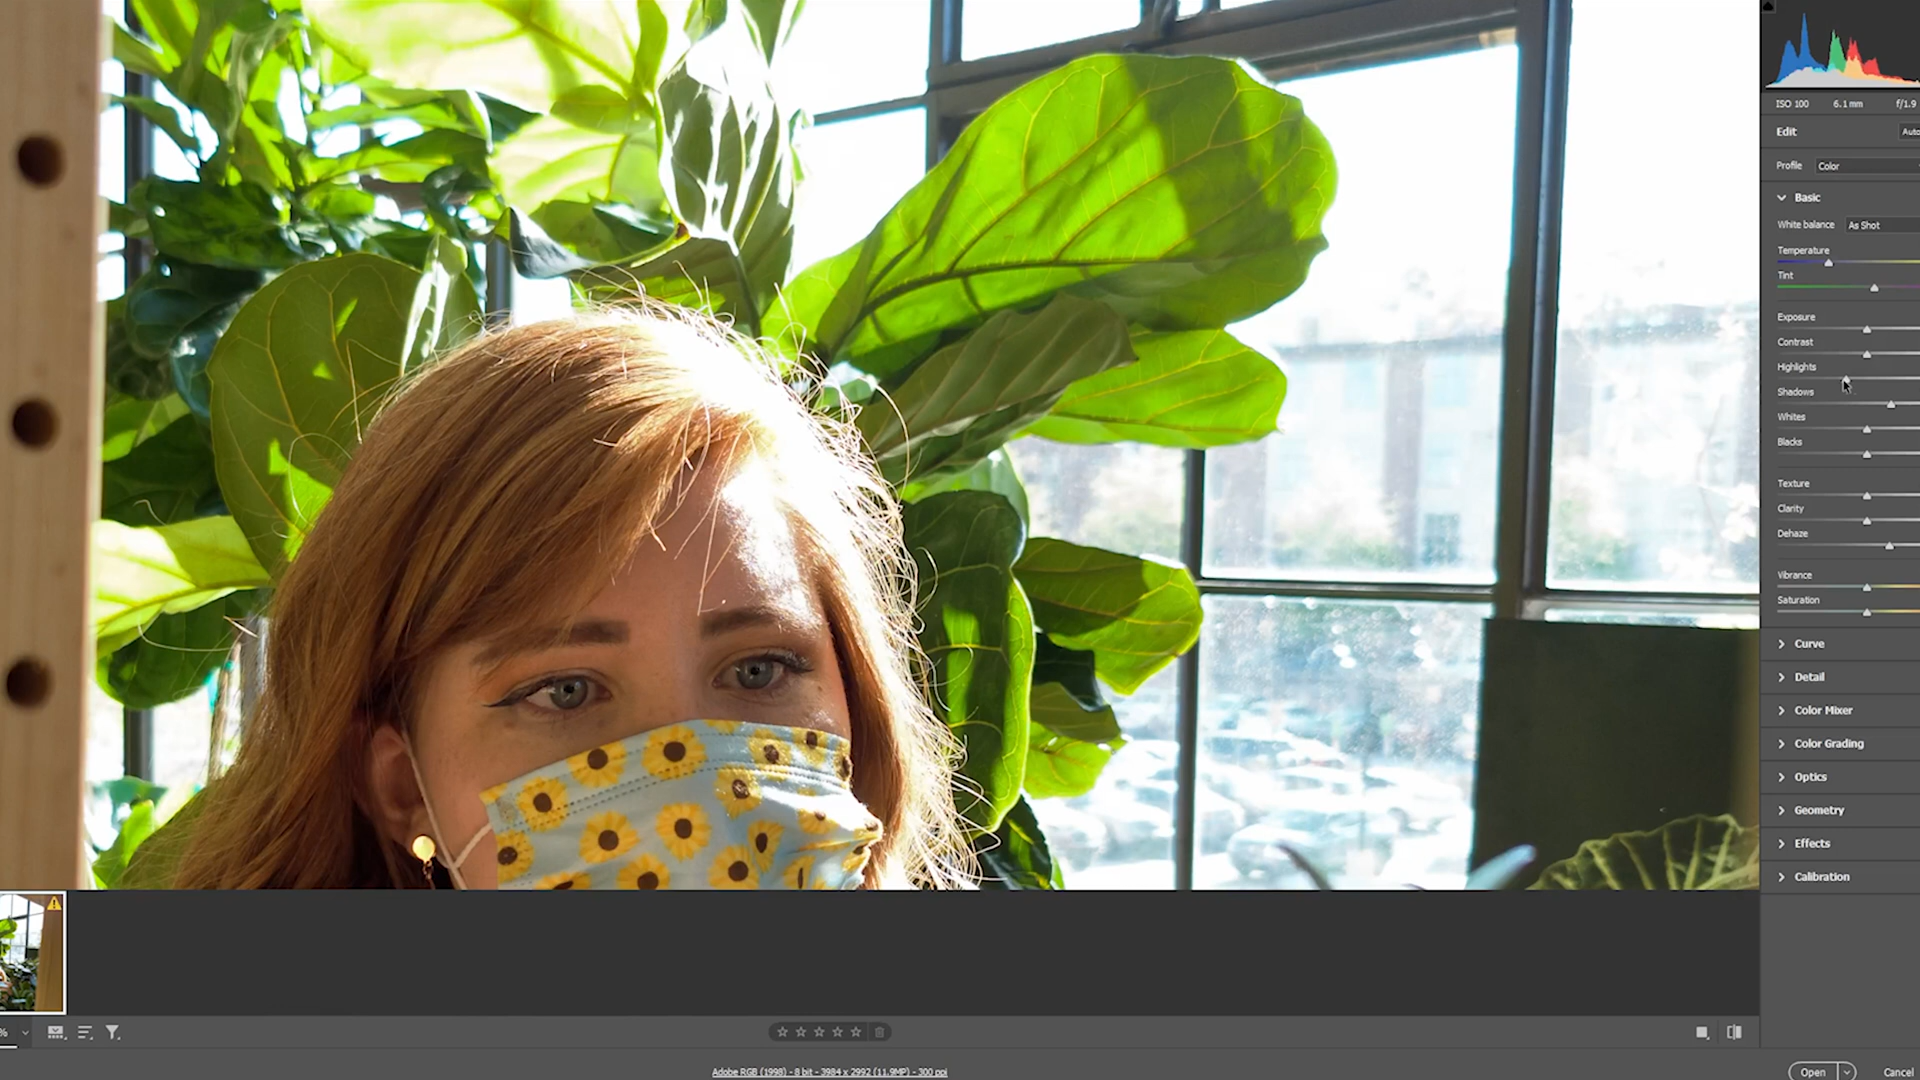 ISO 100 6.1 mm f/1.9
Edit Auto
Profile Color
Basic
White balance As Shot
Temperature
Tint
Exposure
Contrast
Highlights
Shadows
Whites
Blacks
Texture
Clarity
Dehaze
Vibrance
Saturation
Curve
Detail
Color Mixer
Color Grading
Optics
Geometry
Effects
Calibration
%
Adobe RGB (1998) - 8 bit - 3984 x 2992 (11.9MP) - 300 ppi
Open Cancel